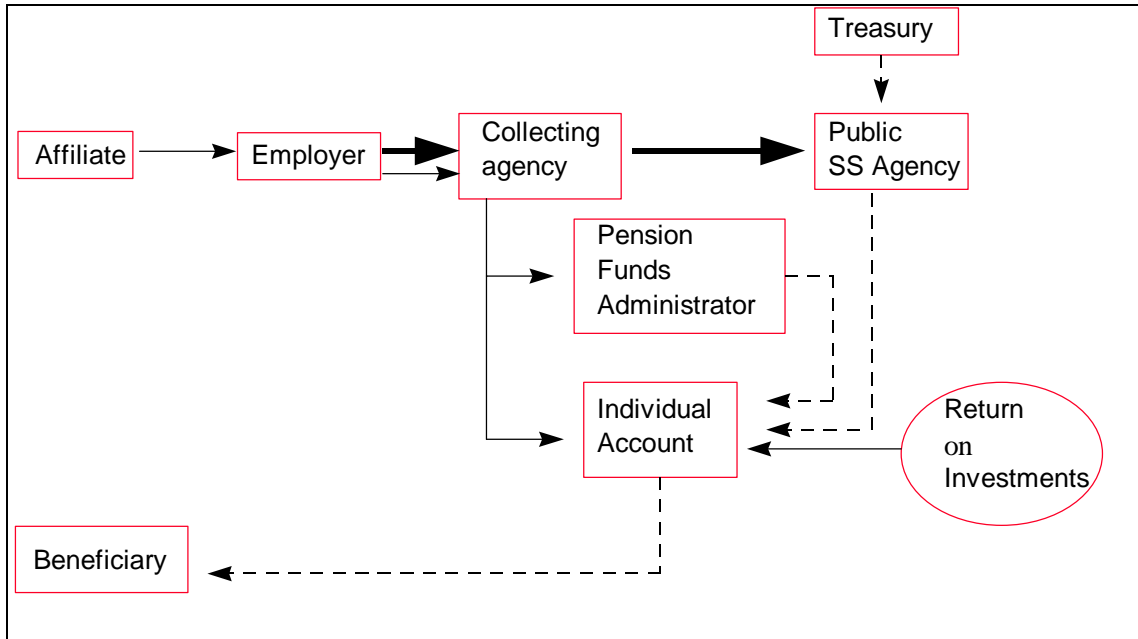 Treasury
Affiliate
Employer
Collecting
agency
Public
SS Agency
Pension
Funds
Administrator
Individual
Account
Return
on
Investments
Beneficiary